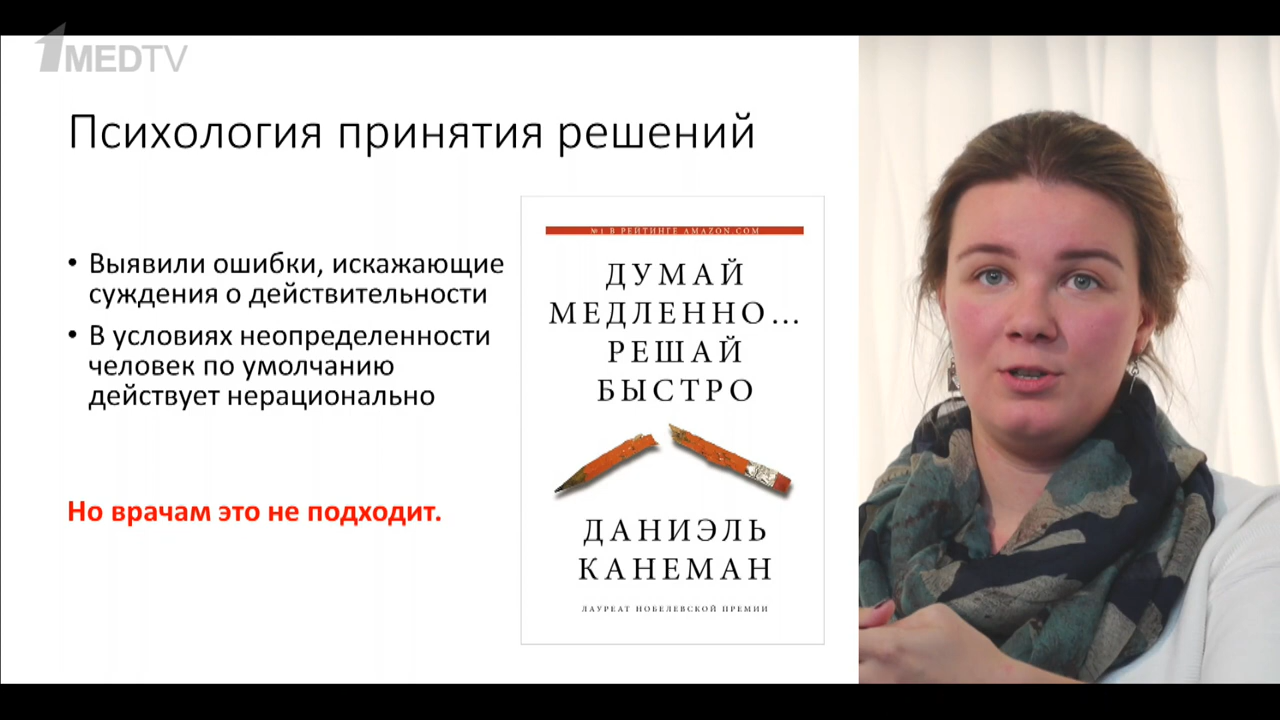 1MEDTV
Психология принятия решений
• Выявили ошибки, искажающие
суждения о действительности
• В условиях неопределенности
человек по умолчанию
действует нерационально
Но врачам это не подходит.
№1 В РЕЙТИНГЕ AMAZON.COM
ДУМАЙ
МЕДЛЕННО...
РЕШАЙ
БЫСТРО
ДАНИЭЛЬ
КАНЕМАН
ЛАУРЕАТ НОБЕЛЕВСКОЙ ПРЕМИИ